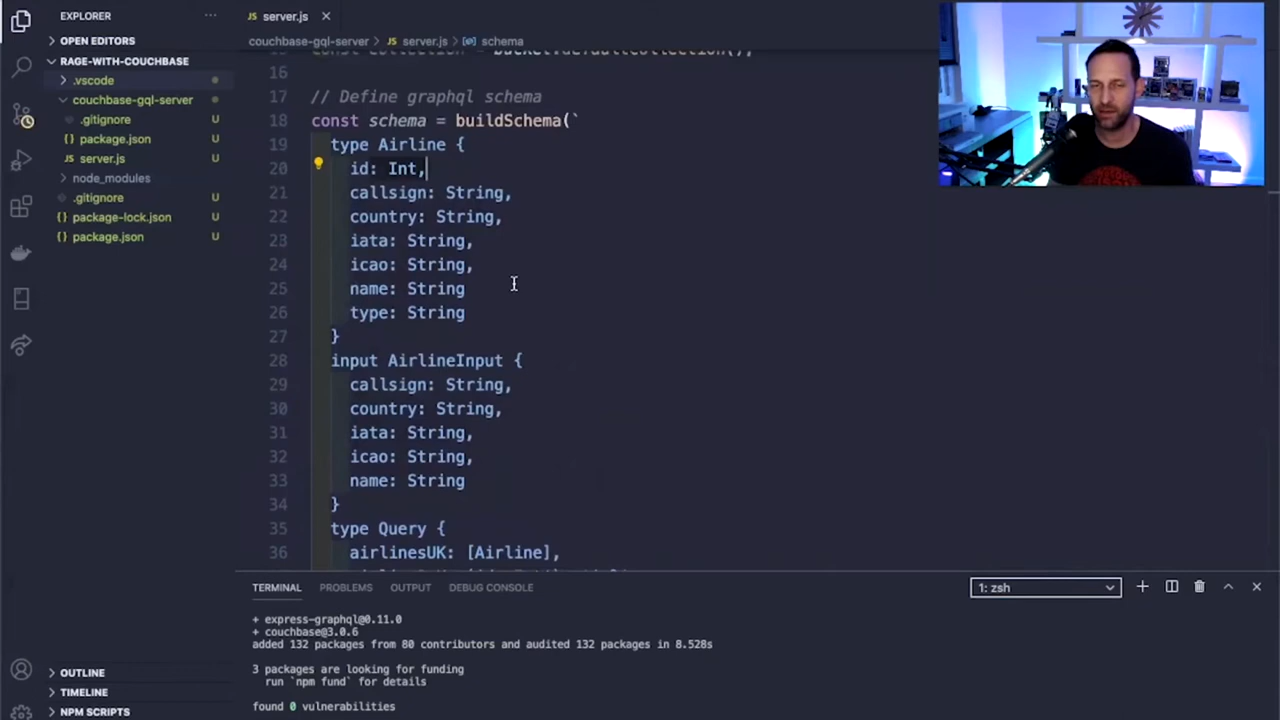 EXPLORER
server.js
OPEN EDITORS
couchbase-gql-server > server.js > schema
RAGE-WITH-COUCHBASE
.vscode
couchbase-gql-server
.gitignore U
package.json U
server.js U
node_modules
.gitignore U
package-lock.json U
package.json U
16
17 // Define graphql schema
18 const schema = buildSchema(`
19 type Airline {
20 id: Int,
21 callsign: String,
22 country: String,
23 iata: String,
24 icao: String,
25 name: String
26 type: String
27 }
28 input AirlineInput {
29 callsign: String,
30 country: String,
31 iata: String,
32 icao: String,
33 name: String
34 }
35 type Query {
36 airlinesUK: [Airline],
TERMINAL PROBLEMS OUTPUT DEBUG CONSOLE 1: zsh
+ express-graphql@0.11.0
+ couchbase@3.0.6
added 132 packages from 80 contributors and audited 132 packages in 8.528s
3 packages are looking for funding
run `npm fund` for details
found 0 vulnerabilities
OUTLINE
TIMELINE
NPM SCRIPTS